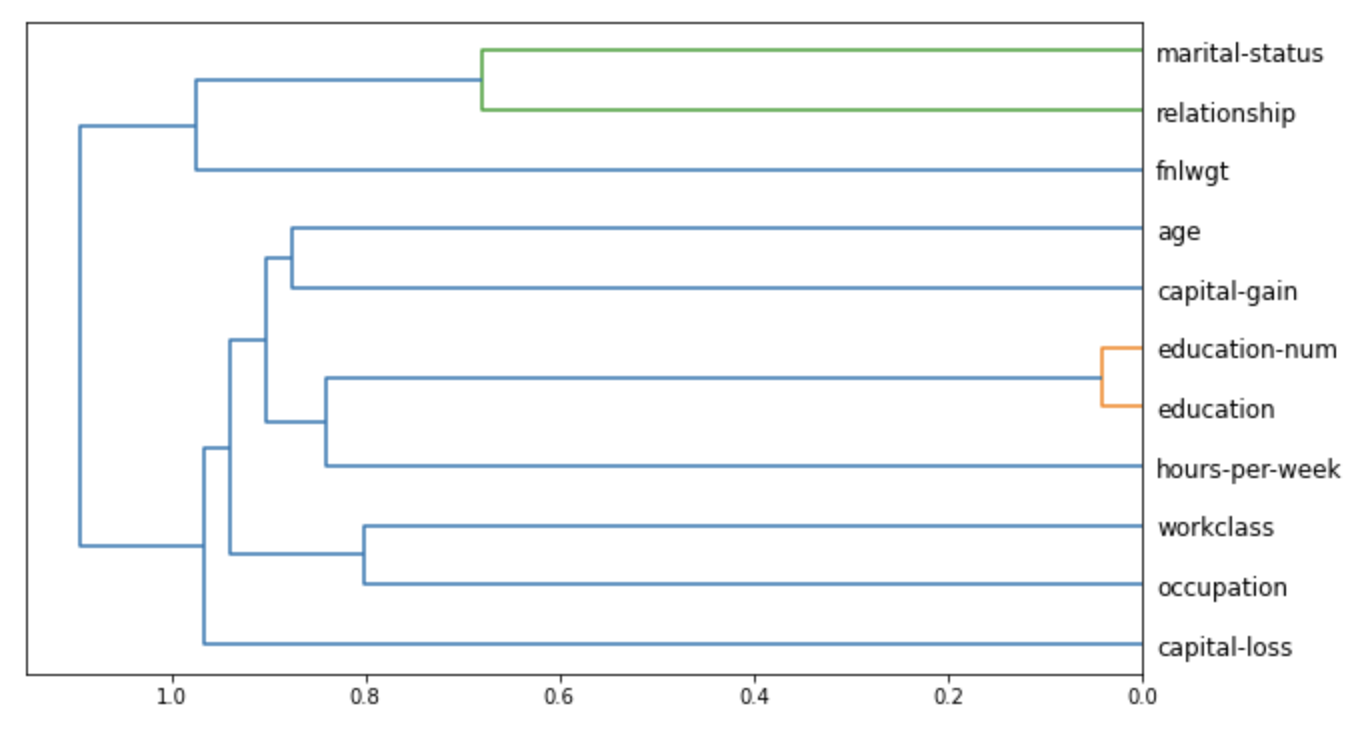 marital-status
relationship
fnlwgt
age
capital-gain
education-num
education
hours-per-week
workclass
occupation
capital-loss
1.0 0.8 0.6 0.4 0.2 0.0